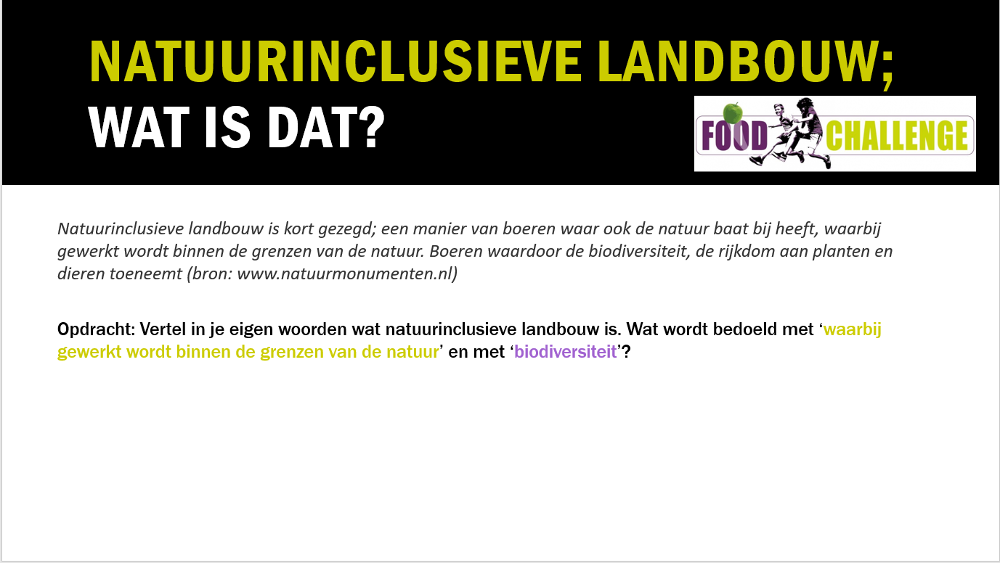 NATUURINCLUSIEVE LANDBOUW;
WAT IS DAT?
FOOD CHALLENGE
Natuurinclusieve landbouw is kort gezegd; een manier van boeren waar ook de natuur baat bij heeft, waarbij
gewerkt wordt binnen de grenzen van de natuur. Boeren waardoor de biodiversiteit, de rijkdom aan planten en
dieren toeneemt (bron: www.natuurmonumenten.nl)
Opdracht: Vertel in je eigen woorden wat natuurinclusieve landbouw is. Wat wordt bedoeld met ‘waarbij
gewerkt wordt binnen de grenzen van de natuur’ en met ‘biodiversiteit’?